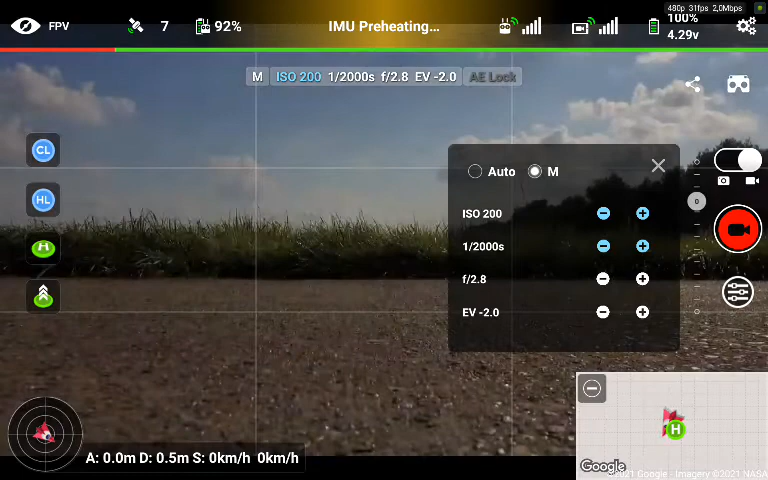 480p 31fps 2,0Mbps
FPV
7
92%
IMU Preheating...
100%
4.29v
M ISO 200 1/2000s f/2.8 EV -2.0 AE Lock
CL
HL
H
Auto M
ISO 200
1/2000s
f/2.8
EV -2.0
0
A: 0.0m D: 0.5m S: 0km/h 0km/h
H
Google
©2021 Google - Imagery ©2021 NASA